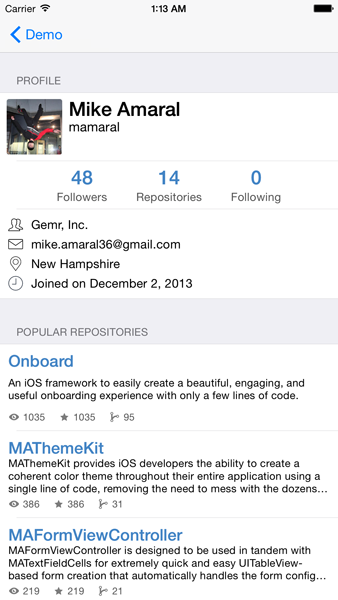 Carrier 1:13 AM
Demo
PROFILE
Mike Amaral
mamaral
48 14 0
Followers Repositories Following
Gemr, Inc.
mike.amaral36@gmail.com
New Hampshire
Joined on December 2, 2013
POPULAR REPOSITORIES
Onboard
An iOS framework to easily create a beautiful, engaging, and
useful onboarding experience with only a few lines of code.
1035 1035 95
MAThemeKit
MAThemeKit provides iOS developers the ability to create a
coherent color theme throughout their entire application using a
single line of code, removing the need to mess with the dozens…
386 386 31
MAFormViewController
MAFormViewController is designed to be used in tandem with
MATextFieldCells for extremely quick and easy UITableView-
based form creation that automatically handles the form config…
219 219 21